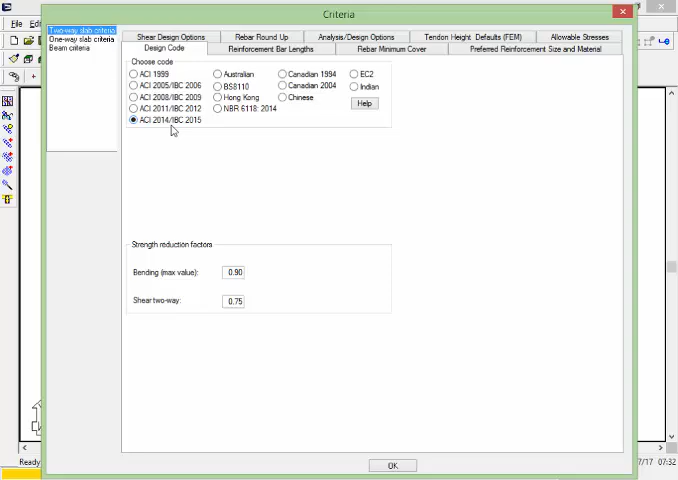 Criteria
File Edi
Two-way slab criteria
One-way slab criteria
Beam criteria
Shear Design Options
Rebar Round Up
Analysis/Design Options
Tendon Height Defaults (FEM)
Allowable Stresses
Design Code
Reinforcement Bar Lengths
Rebar Minimum Cover
Preferred Reinforcement Size and Material
Choose code
ACI 1999
Australian
Canadian 1994
EC2
ACI 2005/IBC 2006
BS8110
Canadian 2004
Indian
ACI 2008/IBC 2009
Hong Kong
Chinese
Help
ACI 2011/IBC 2012
NBR 6118: 2014
ACI 2014/IBC 2015
Strength reduction factors
Bending (max value):
0.90
Shear two-way:
0.75
Ready
7/17 07:32
OK